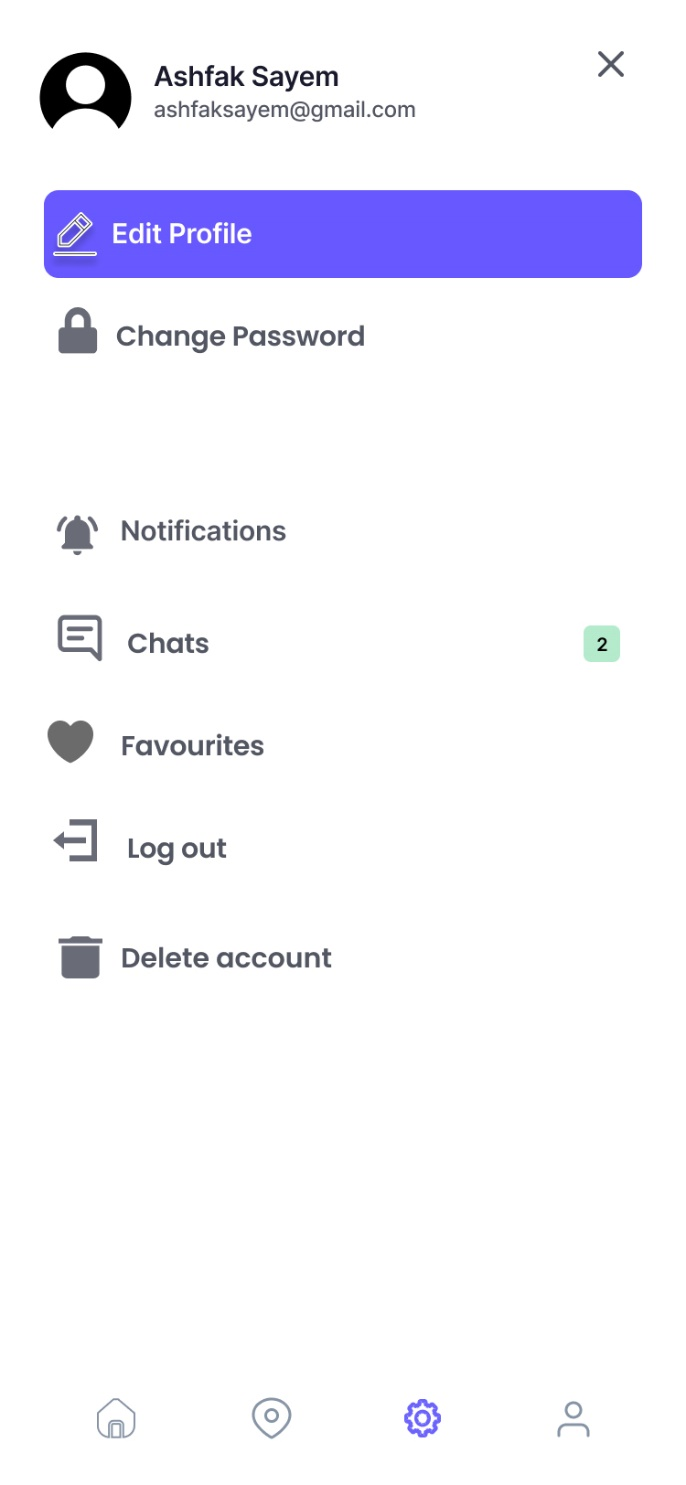 Ashfak Sayem
ashfaksayem@gmail.com
Edit Profile
Change Password
Notifications
Chats
2
Favourites
Log out
Delete account